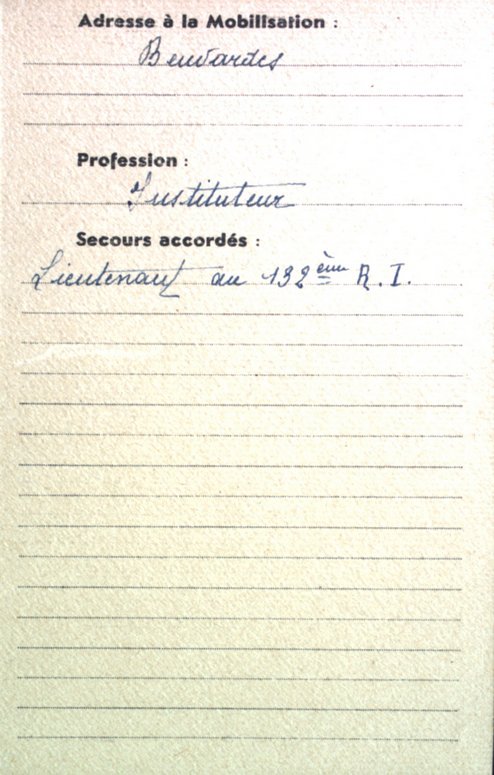 Adresse à la Mobilisation :
Beuvardes
Profession :
Instituteur
Secours accordés :
Lieutenant au 132ème R. I.